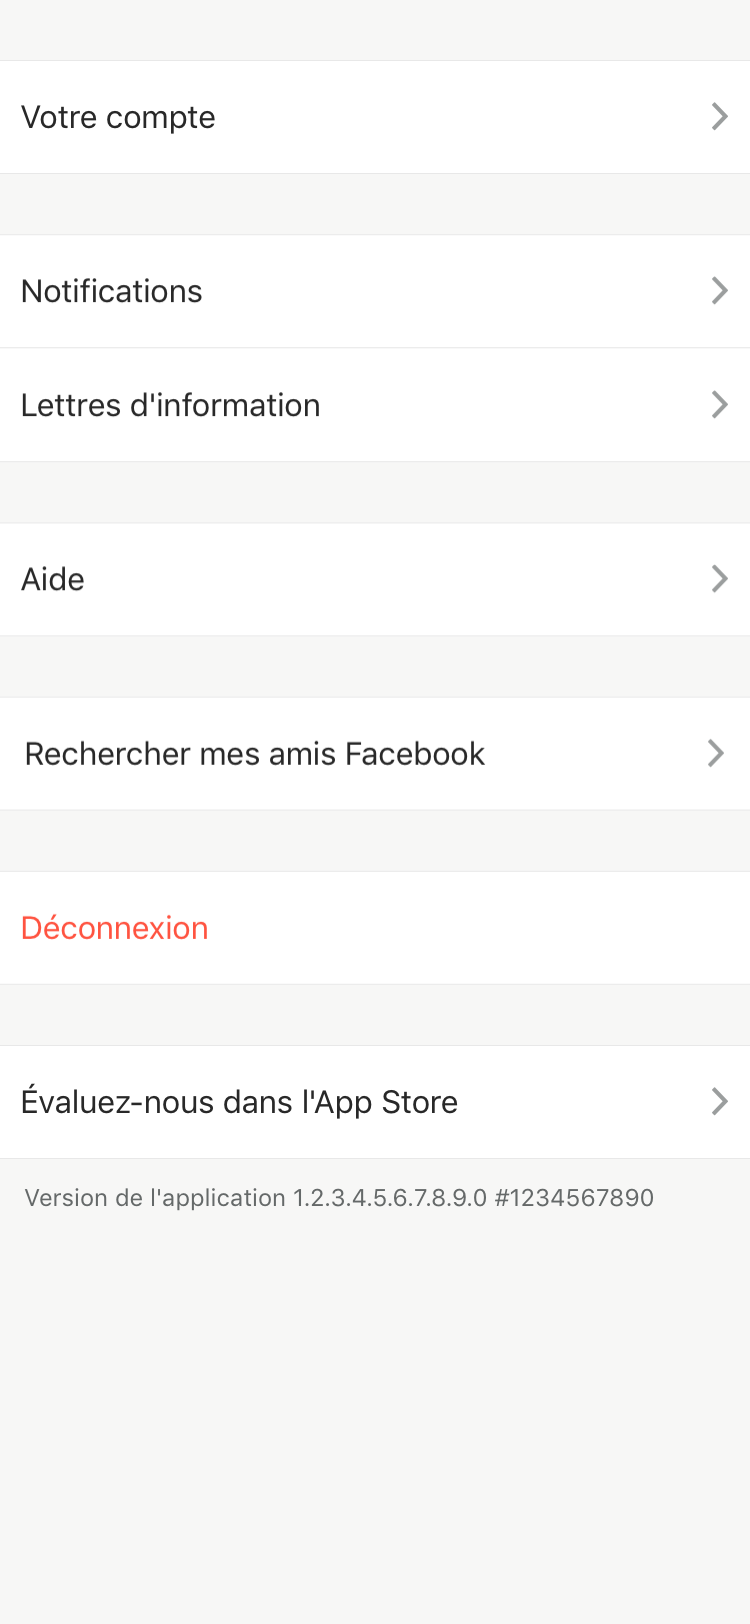 Votre compte
Notifications
Lettres d'information
Aide
Rechercher mes amis Facebook
Déconnexion
Évaluez-nous dans l'App Store
Version de l'application 1.2.3.4.5.6.7.8.9.0 #1234567890